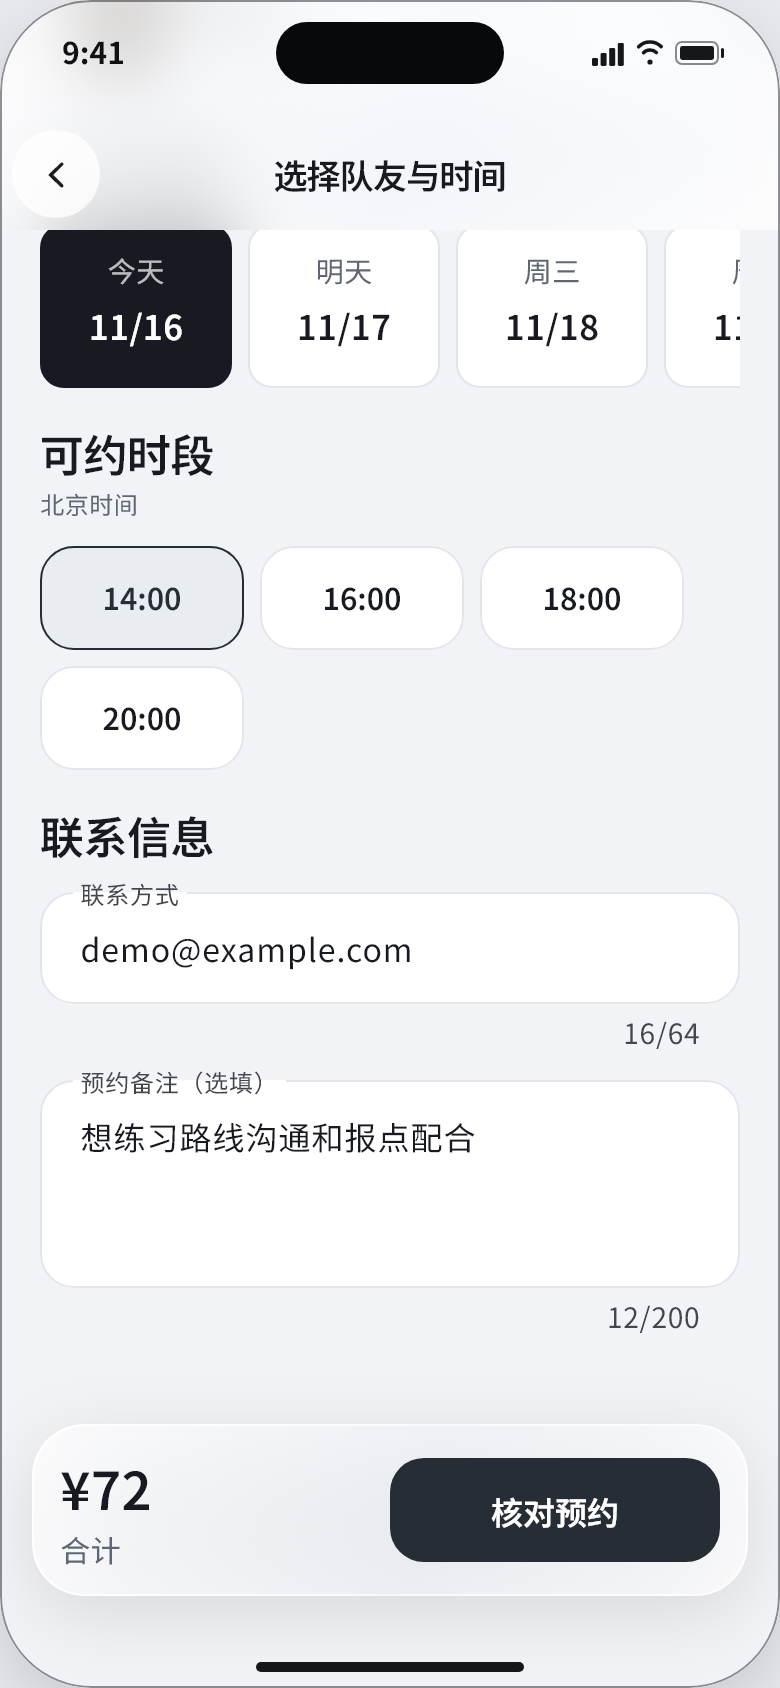 9:41
选择队友与时间
今天
明天
周三
11/16
11/17
11/18
可约时段
北京时间
14:00
16:00
18:00
20:00
联系信息
联系方式
demo@example.com
16/64
预约备注（选填）
想练习路线沟通和报点配合
12/200
¥72
合计
核对预约